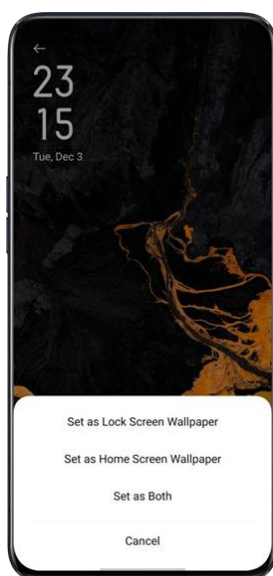 23
15
Tue, Dec 3
Set as Lock Screen Wallpaper
Set as Home Screen Wallpaper
Set as Both
Cancel